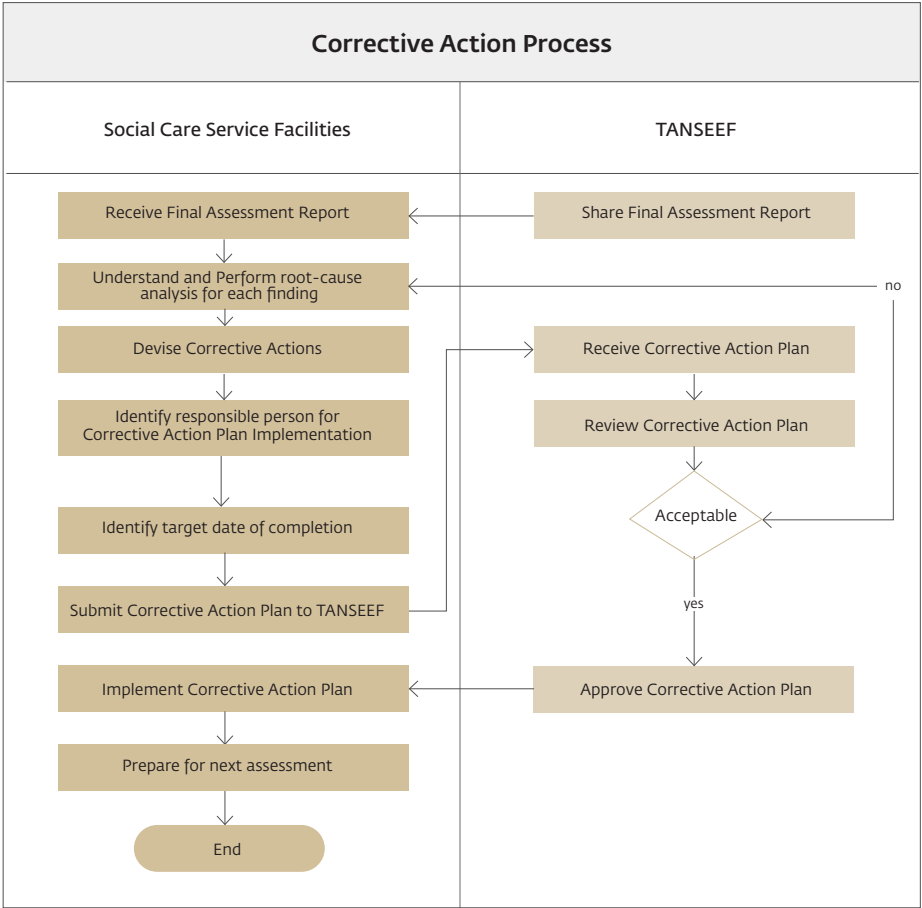 Corrective Action Process
Social Care Service Facilities
TANSEEF
Receive Final Assessment Report
Share Final Assessment Report
Understand and Perform root-cause
analysis for each finding
no
Devise Corrective Actions
Receive Corrective Action Plan
Identify responsible person for
Corrective Action Plan Implementation
Review Corrective Action Plan
Acceptable
Identify target date of completion
Submit Corrective Action Plan to TANSEEF
yes
Implement Corrective Action Plan
Approve Corrective Action Plan
Prepare for next assessment
End